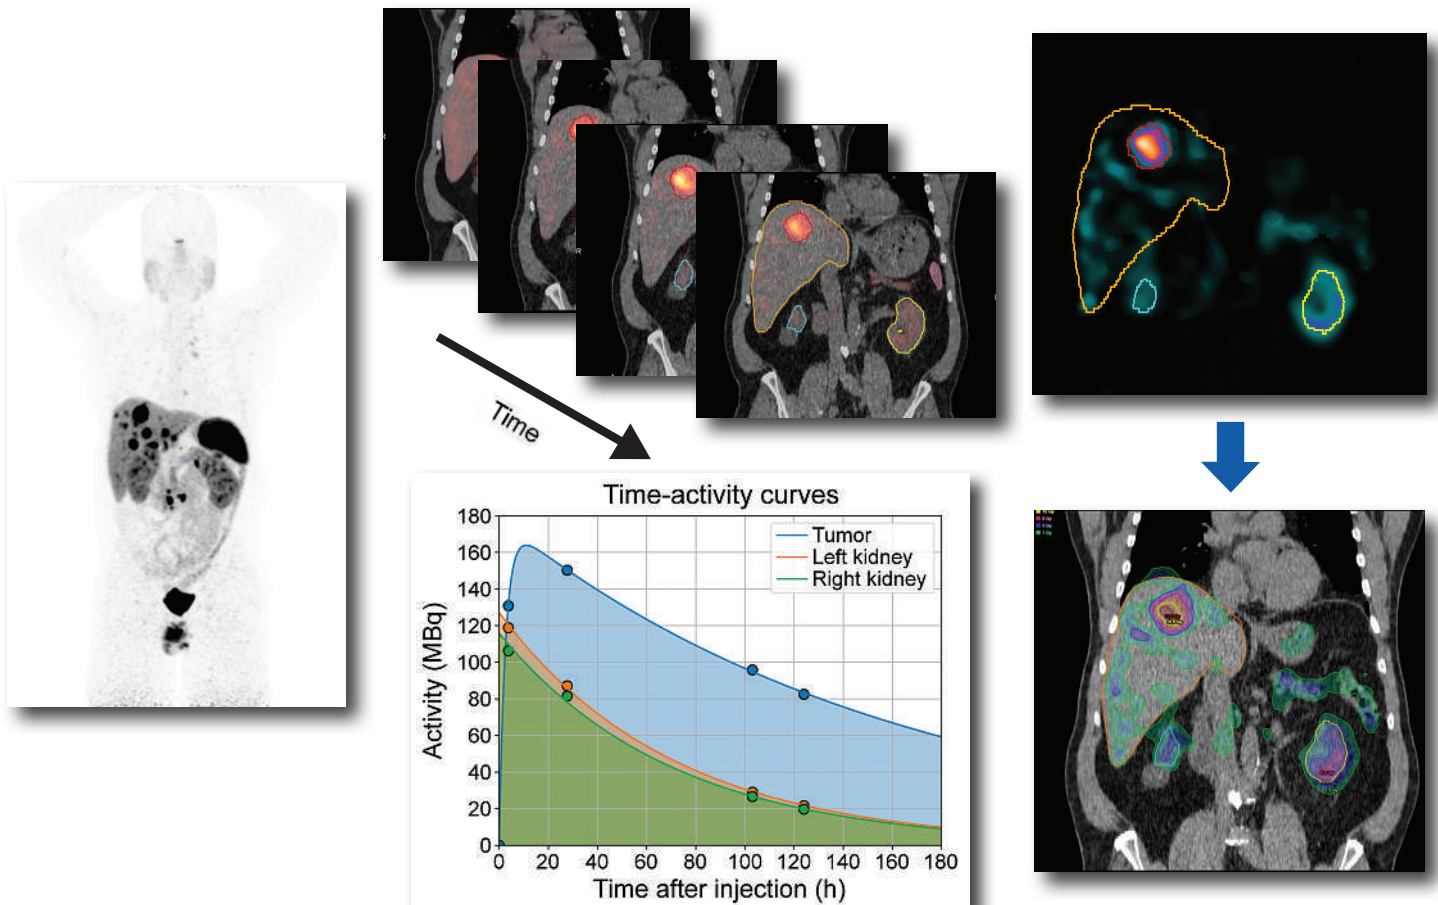 R
Time
Time-activity curves
Activity (MBq)
180
160
140
120
100
80
60
40
20
0
Tumor
Left kidney
Right kidney
0 20 40 60 80 100 120 140 160 180
Time after injection (h)